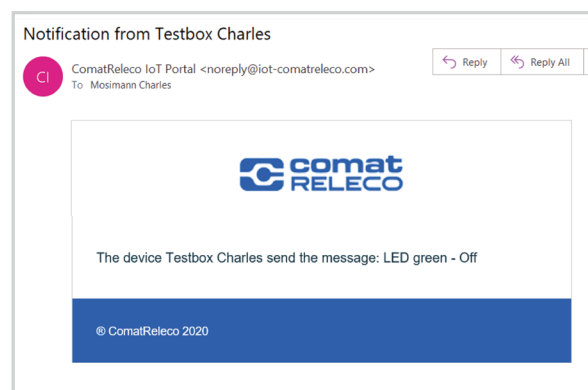 Notification from Testbox Charles
CI
ComatReleco IoT Portal <noreply@iot-comatreleco.com>
To Mosimann Charles
Reply
Reply All
comat
RELECO
The device Testbox Charles send the message: LED green - Off
® ComatReleco 2020